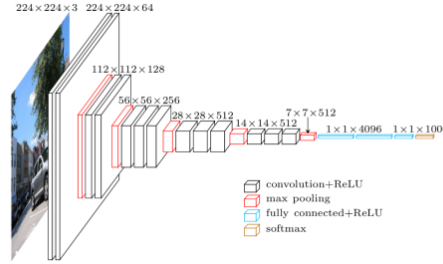 224×224×3 224×224×64
112×112×128
56×56×256
28×28×512
14×14×512
7×7×512
1×1×4096 1×1×100
convolution+ReLU
max pooling
fully connected+ReLU
softmax